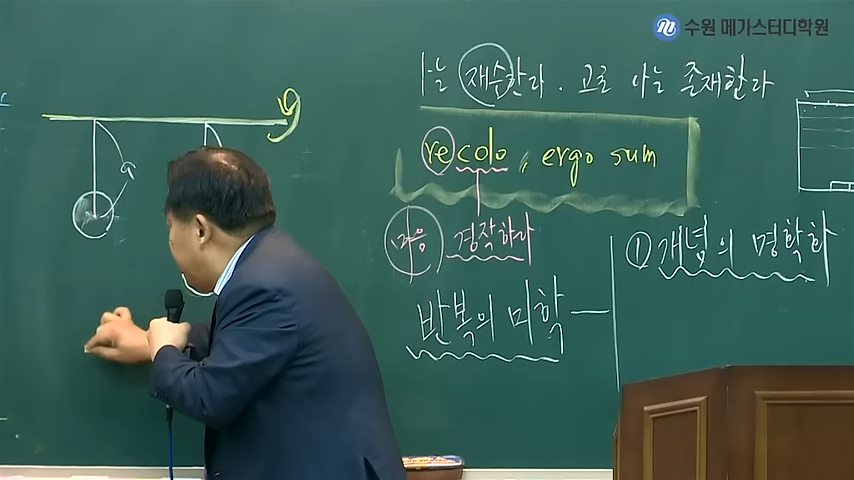 수원 메가스터디학원
나는 재수한다. 고로 나는 존재한다
recolo, ergo sum
경작하다
반복의 미학
① 개념의 명확화